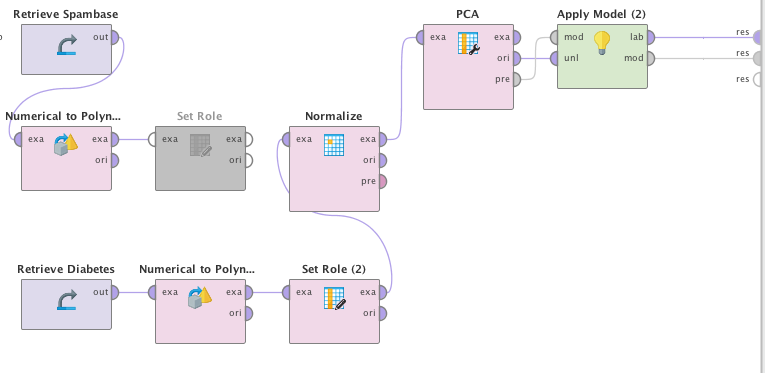 Retrieve Spambase
out
Numerical to Polyn...
exa exa
ori
Set Role
exa exa
ori
Normalize
exa exa
ori
pre
PCA
exa exa
ori
pre
Apply Model (2)
mod lab
unl mod
res
res
res
Retrieve Diabetes
out
Numerical to Polyn...
exa exa
ori
Set Role (2)
exa exa
ori